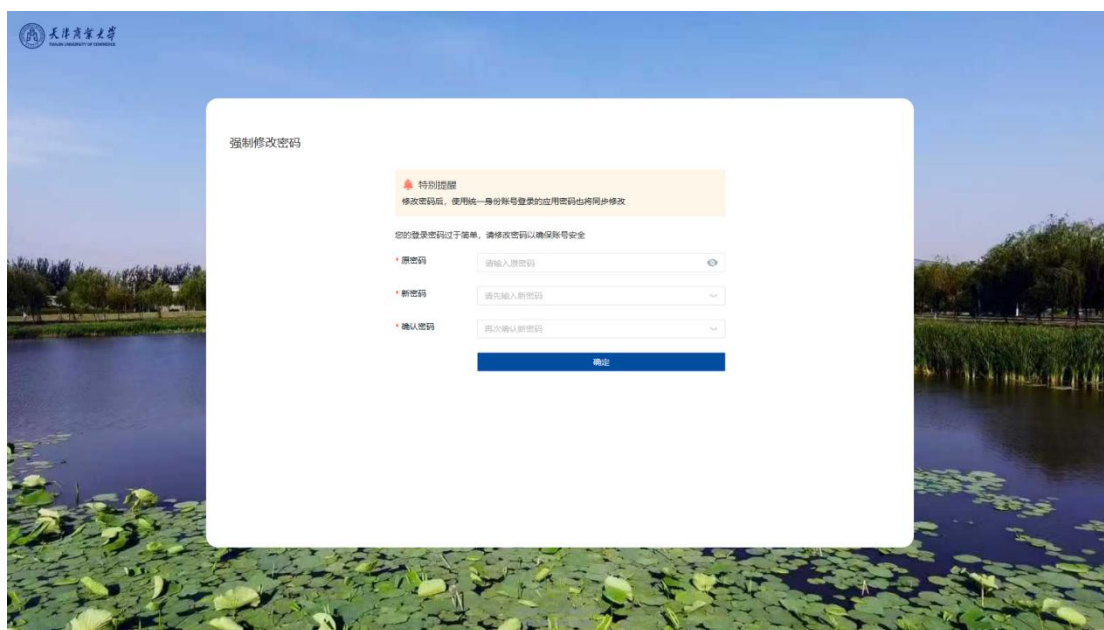 天津商业大学
TIANJIN UNIVERSITY OF COMMERCE
强制修改密码
特别提醒
修改密码后，使用统一身份账号登录的应用密码也将同步修改
您的登录密码过于简单，请修改密码以确保账号安全
* 原密码 请输入原密码
* 新密码 请先输入新密码
* 确认密码 再次确认新密码
确定